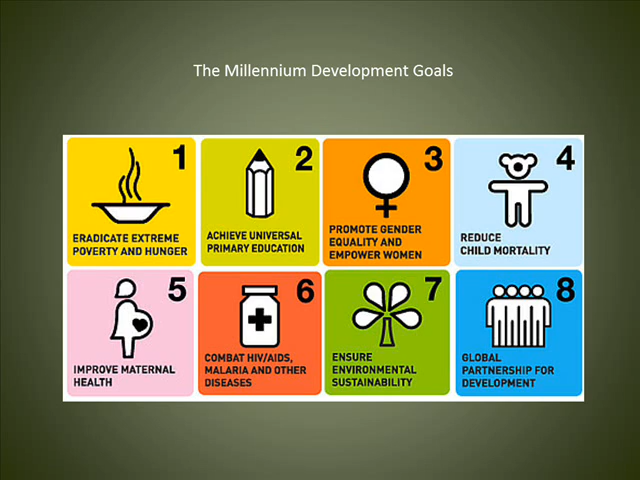 The Millennium Development Goals
1
ERADICATE EXTREME
POVERTY AND HUNGER
2
ACHIEVE UNIVERSAL
PRIMARY EDUCATION
3
PROMOTE GENDER
EQUALITY AND
EMPOWER WOMEN
4
REDUCE
CHILD MORTALITY
5
IMPROVE MATERNAL
HEALTH
6
COMBAT HIV/AIDS,
MALARIA AND OTHER
DISEASES
7
ENSURE
ENVIRONMENTAL
SUSTAINABILITY
8
GLOBAL
PARTNERSHIP FOR
DEVELOPMENT